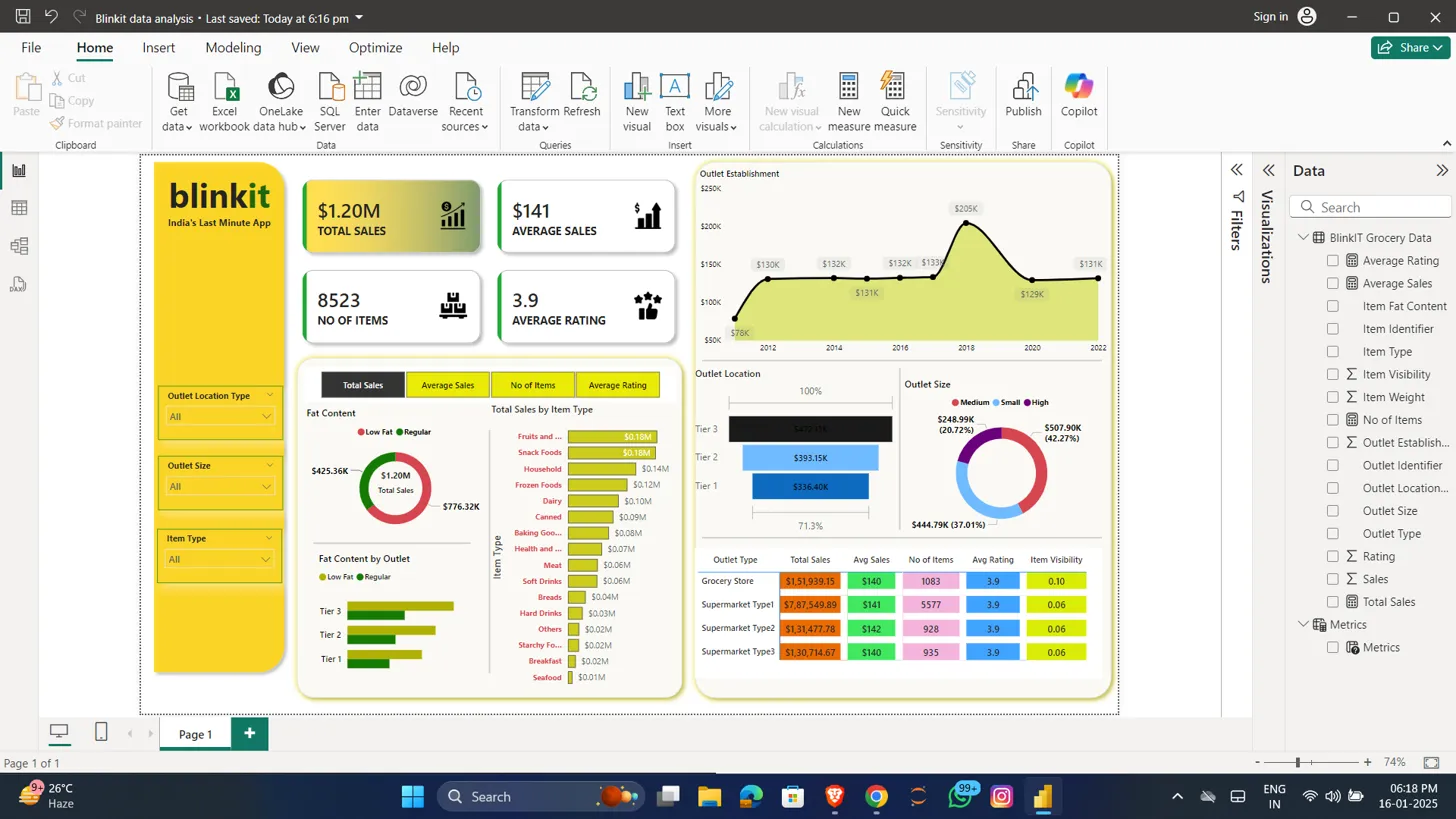 Blinkit data analysis • Last saved: Today at 6:16 pm
Sign in
File Home Insert Modeling View Optimize Help
Share
Paste
Cut
Copy
Format painter
Clipboard
Get data
Excel workbook
OneLake data hub
SQL Server
Enter data
Dataverse
Recent sources
Data
Transform data
Refresh
Queries
New visual
Text box
More visuals
Insert
New visual calculation
New measure
Quick measure
Calculations
Sensitivity
Sensitivity
Publish
Share
Copilot
Copilot
blinkit
India's Last Minute App
Outlet Location Type
All
Outlet Size
All
Item Type
All
$1.20M
TOTAL SALES
$141
AVERAGE SALES
8523
NO OF ITEMS
3.9
AVERAGE RATING
Total Sales Average Sales No of Items Average Rating
Fat Content
Low Fat Regular
$425.36K
$1.20M
Total Sales
$776.32K
Fat Content by Outlet
Low Fat Regular
Tier 3
Tier 2
Tier 1
Total Sales by Item Type
Item Type
Fruits and ... $0.18M
Snack Foods $0.18M
Household $0.14M
Frozen Foods $0.12M
Dairy $0.10M
Canned $0.09M
Baking Goo... $0.08M
Health and ... $0.07M
Meat $0.06M
Soft Drinks $0.06M
Breads $0.04M
Hard Drinks $0.03M
Others $0.02M
Starchy Fo... $0.02M
Breakfast $0.02M
Seafood $0.01M
Outlet Establishment
$250K
$200K
$150K
$100K
$50K
$78K
$130K
$132K
$131K
$132K
$133K
$205K
$129K
$131K
2012 2014 2016 2018 2020 2022
Outlet Location
100%
Tier 3
Tier 2 $393.15K
Tier 1 $336.40K
71.3%
Outlet Size
Medium Small High
$248.99K
(20.72%)
$507.90K
(42.27%)
$444.79K (37.01%)
Outlet Type Total Sales Avg Sales No of Items Avg Rating Item Visibility
Grocery Store $1,51,939.15 $140 1083 3.9 0.10
Supermarket Type1 $7,87,549.89 $141 5577 3.9 0.06
Supermarket Type2 $1,31,477.78 $142 928 3.9 0.06
Supermarket Type3 $1,30,714.67 $140 935 3.9 0.06
Filters
Visualizations
Data
Search
BlinkIT Grocery Data
Average Rating
Average Sales
Item Fat Content
Item Identifier
Item Type
Item Visibility
Item Weight
No of Items
Outlet Establish...
Outlet Identifier
Outlet Location...
Outlet Size
Outlet Type
Rating
Sales
Total Sales
Metrics
Metrics
Page 1
Page 1 of 1
- + 74%
9+
26°C
Haze
Search
99+
ENG
IN
06:18 PM
16-01-2025